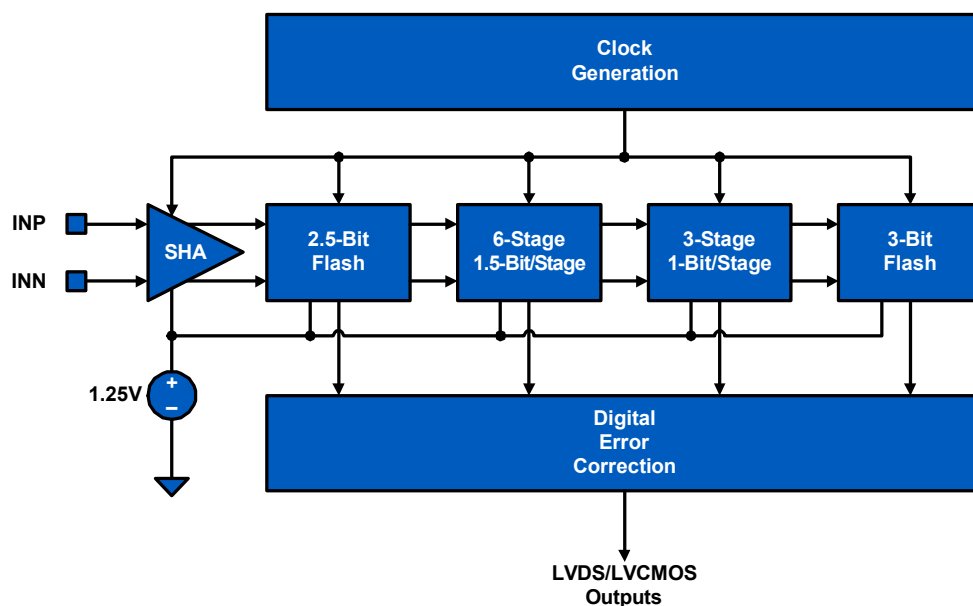 Clock
Generation
INP
INN
SHA
2.5-Bit
Flash
6-Stage
1.5-Bit/Stage
3-Stage
1-Bit/Stage
3-Bit
Flash
1.25V
+
−
Digital
Error
Correction
LVDS/LVCMOS
Outputs